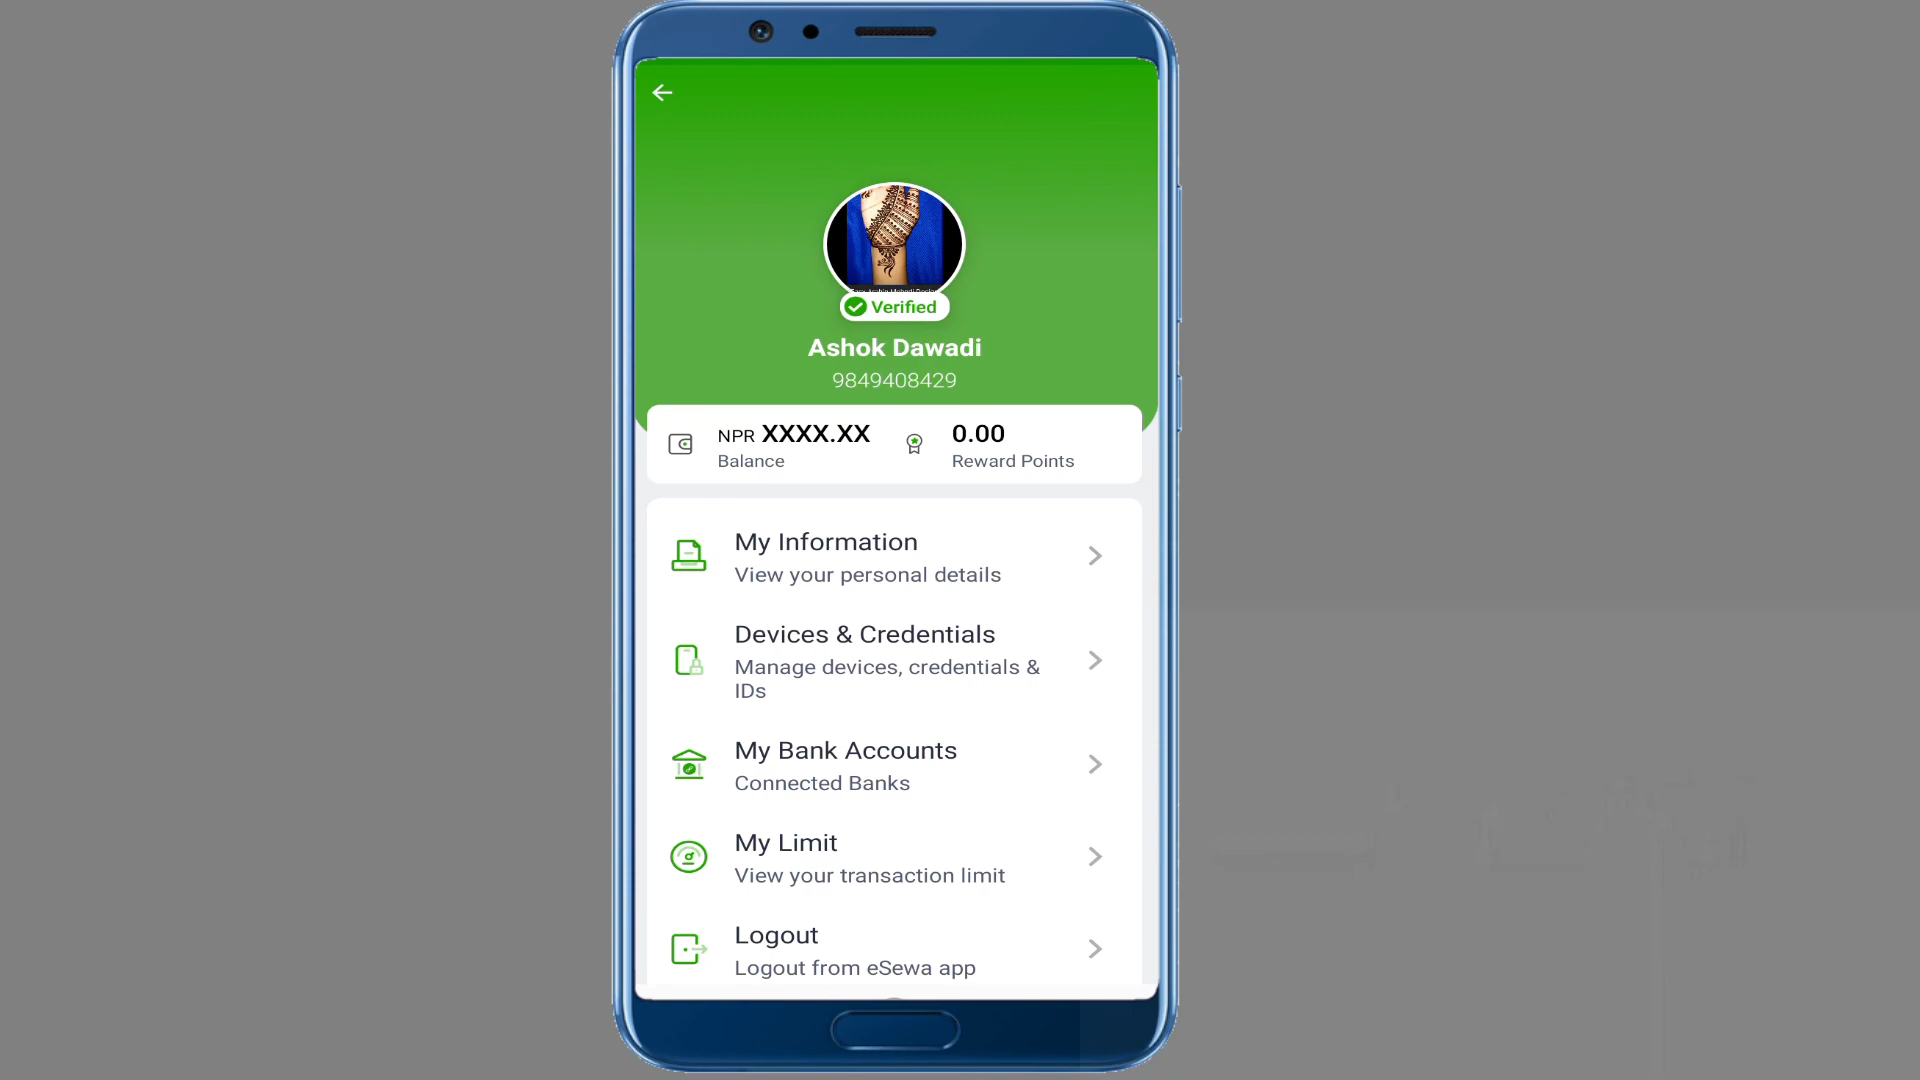 Verified
Ashok Dawadi
9849408429
NPR XXXX.XX
Balance
0.00
Reward Points
My Information
View your personal details
Devices & Credentials
Manage devices, credentials &
IDs
My Bank Accounts
Connected Banks
My Limit
View your transaction limit
Logout
Logout from eSewa app